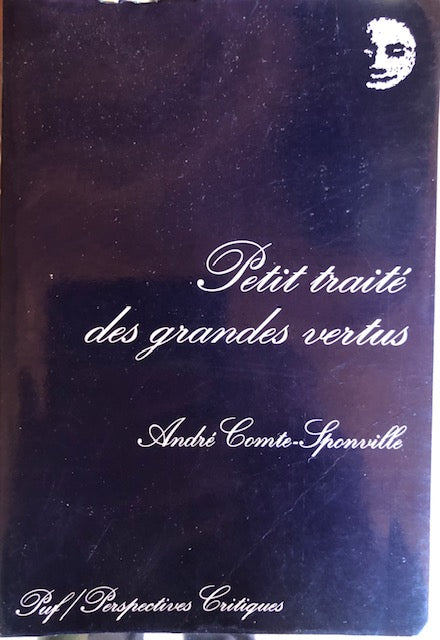 Petit traité
des grandes vertus
André Comte-Sponville
Puf/Perspectives Critiques